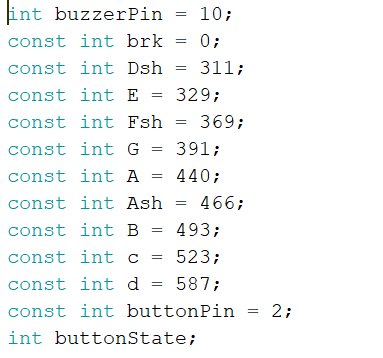 int buzzerPin = 10;
const int brk = 0;
const int Dsh = 311;
const int E = 329;
const int Fsh = 369;
const int G = 391;
const int A = 440;
const int Ash = 466;
const int B = 493;
const int c = 523;
const int d = 587;
const int buttonPin = 2;
int buttonState;